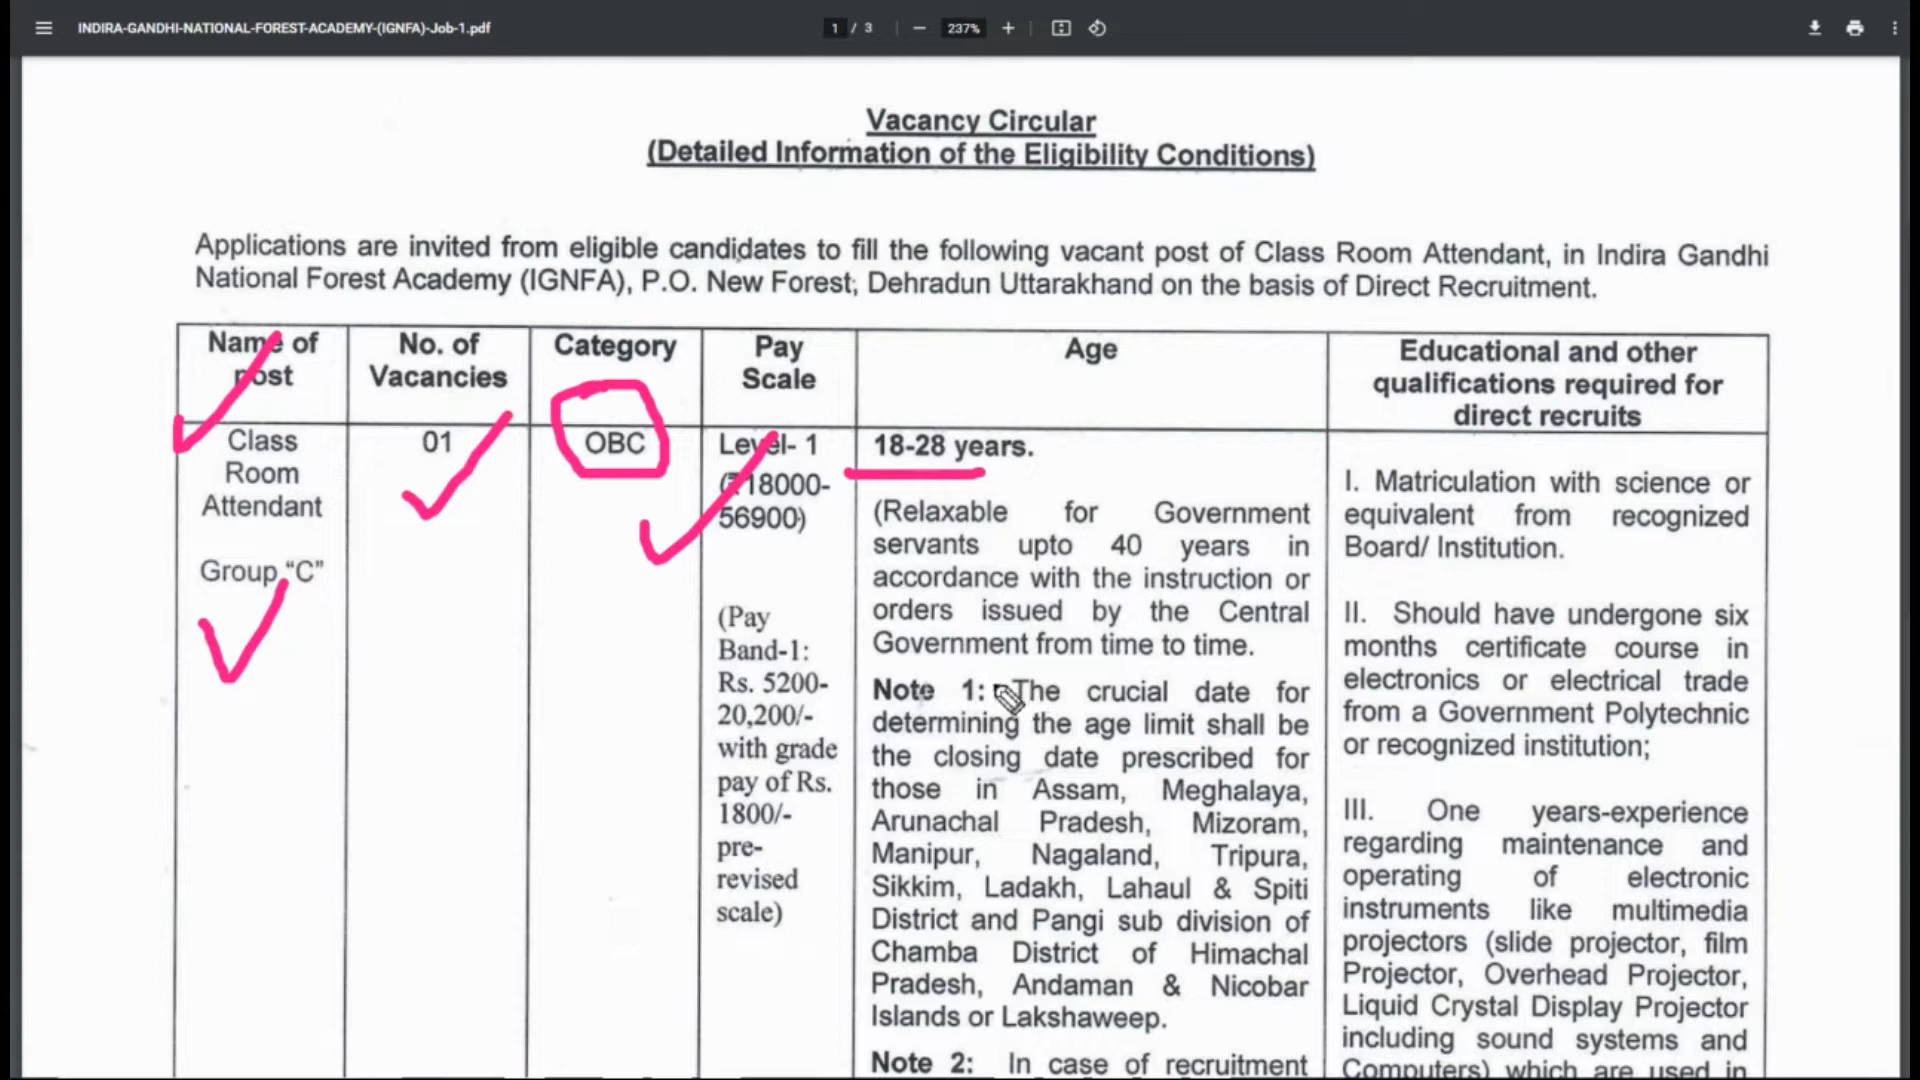 INDIRA-GANDHI-NATIONAL-FOREST-ACADEMY-(IGNFA)-Job-1.pdf
1 / 3
237%
Vacancy Circular
(Detailed Information of the Eligibility Conditions)
Applications are invited from eligible candidates to fill the following vacant post of Class Room Attendant, in Indira Gandhi
National Forest Academy (IGNFA), P.O. New Forest, Dehradun Uttarakhand on the basis of Direct Recruitment.
Name of
post
No. of
Vacancies
Category
Pay
Scale
Age
Educational and other
qualifications required for
direct recruits
Class
Room
Attendant
Group “C”
01
OBC
Level- 1
(₹18000-
56900)
(Pay
Band-1:
Rs. 5200-
20,200/-
with grade
pay of Rs.
1800/-
pre-
revised
scale)
18-28 years.
(Relaxable for Government
servants upto 40 years in
accordance with the instruction or
orders issued by the Central
Government from time to time.
Note 1: The crucial date for
determining the age limit shall be
the closing date prescribed for
those in Assam, Meghalaya,
Arunachal Pradesh, Mizoram,
Manipur, Nagaland, Tripura,
Sikkim, Ladakh, Lahaul & Spiti
District and Pangi sub division of
Chamba District of Himachal
Pradesh, Andaman & Nicobar
Islands or Lakshaweep.
Note 2: In case of recruitment
I. Matriculation with science or
equivalent from recognized
Board/ Institution.
II. Should have undergone six
months certificate course in
electronics or electrical trade
from a Government Polytechnic
or recognized institution;
III. One years-experience
regarding maintenance and
operating of electronic
instruments like multimedia
projectors (slide projector, film
Projector, Overhead Projector,
Liquid Crystal Display Projector
including sound systems and
Computers) which are used in